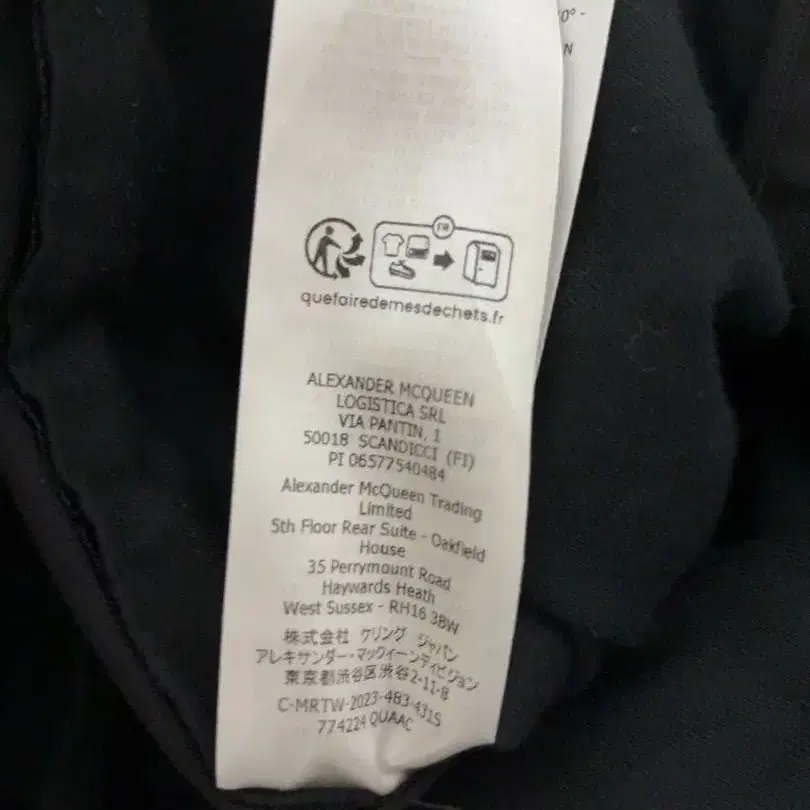 0° -
N
FR
quefairedemesdechets.fr
ALEXANDER MCQUEEN
LOGISTICA SRL
VIA PANTIN, 1
50018 SCANDICCI (FI)
PI 06577540484
Alexander McQueen Trading
Limited
5th Floor Rear Suite - Oakfield
House
35 Perrymount Road
Haywards Heath
West Sussex - RH16 3BW
株式会社 ケリング ジャパン
アレキサンダー・マックィーンディビジョン
東京都渋谷区渋谷2-11-8
C-MRTW-2023-483-4315
774224 QUAAC